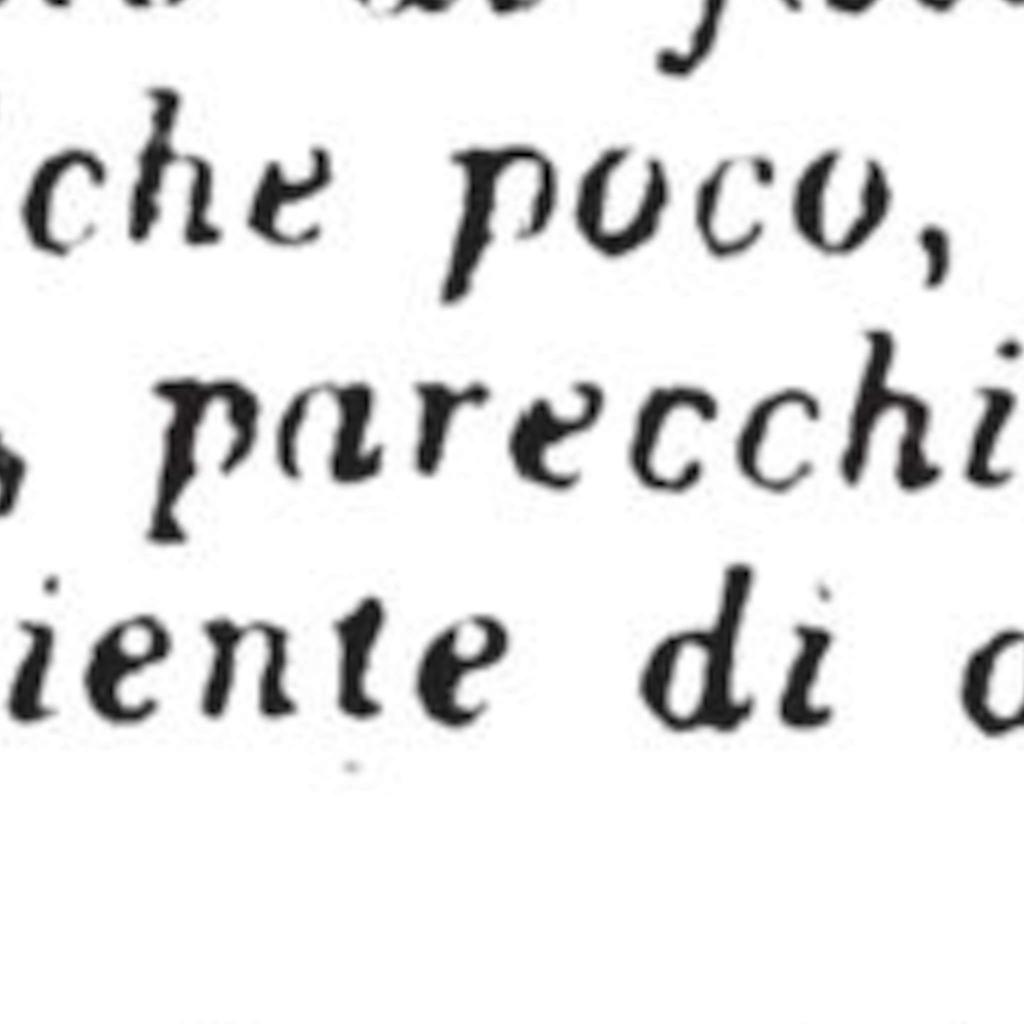 che poco,
, parecchi
iente di